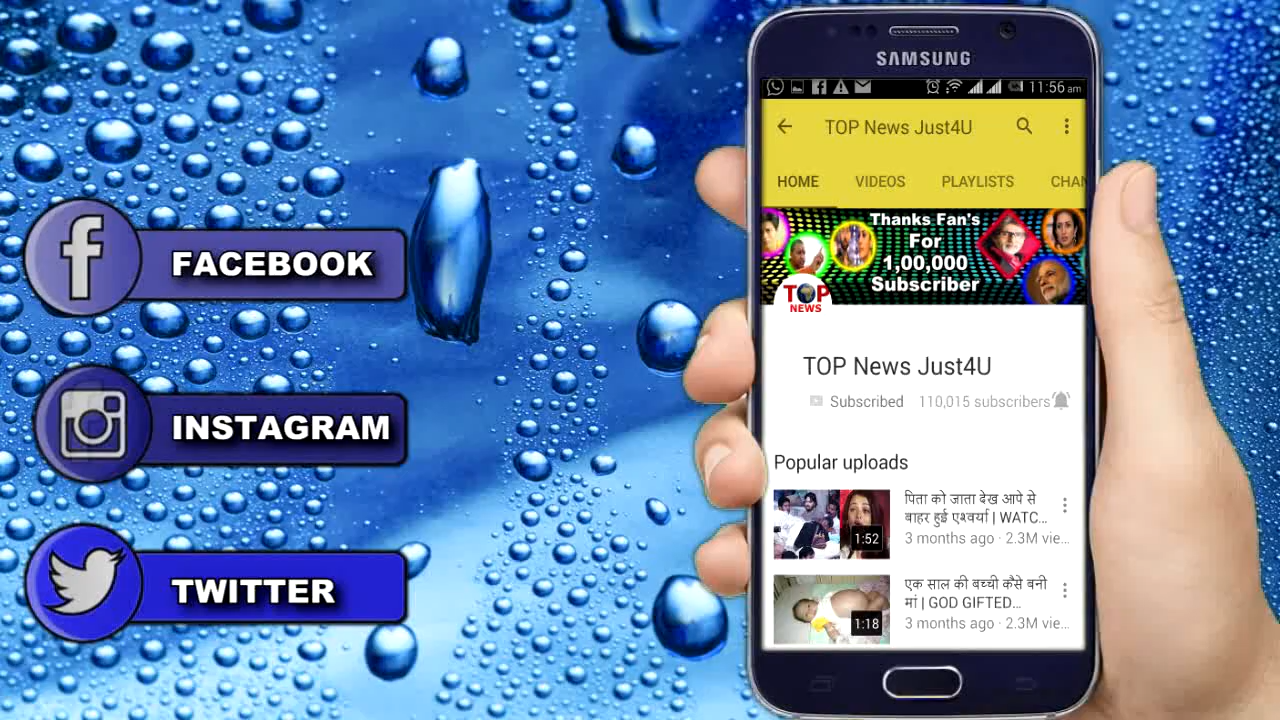 FACEBOOK
INSTAGRAM
TWITTER
SAMSUNG
11:56 am
TOP News Just4U
HOME VIDEOS PLAYLISTS CHAN
Thanks Fan's
For
1,00,000
Subscriber
TOP
NEWS
TOP News Just4U
Subscribed 110,015 subscribers
Popular uploads
पिता को जाता देख आपे से
बाहर हुई एश्वर्या | WATC...
1:52
3 months ago · 2.3M vie...
एक साल की बच्ची कैसे बनी
मां | GOD GIFTED...
1:18
3 months ago · 2.3M vie...